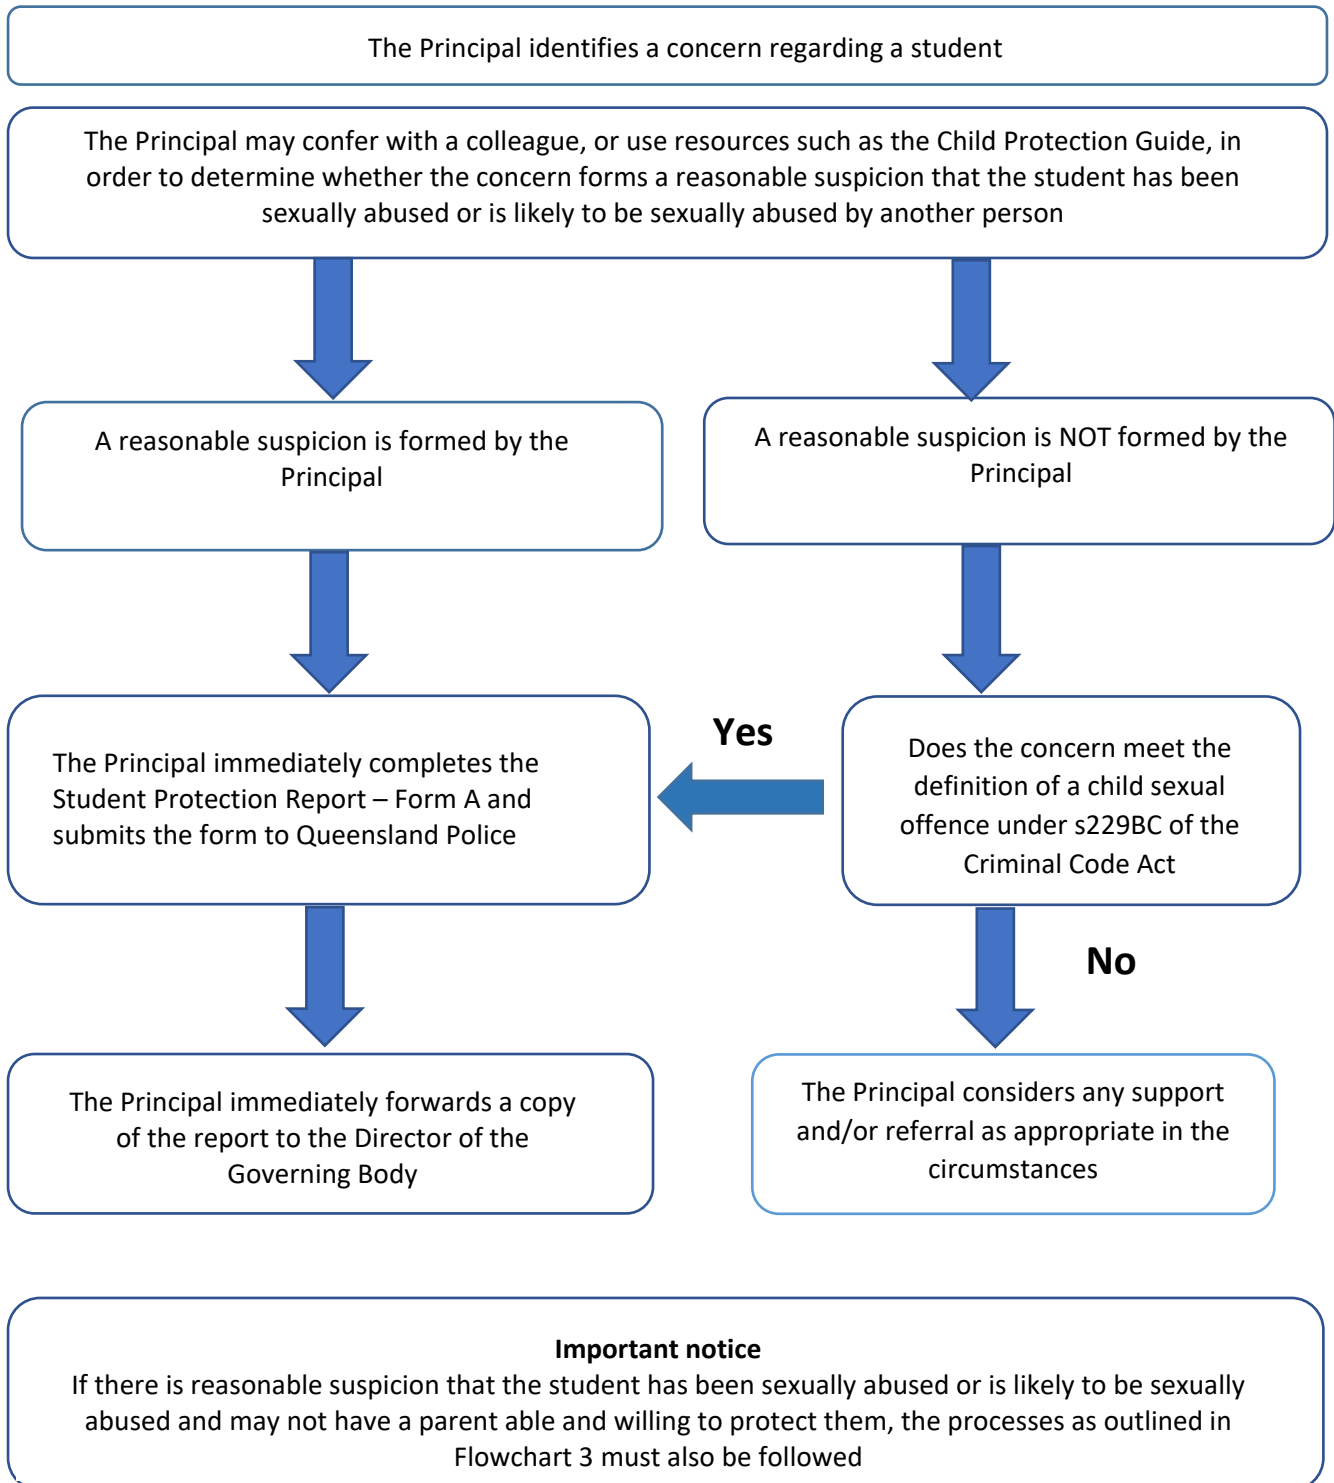 The Principal identifies a concern regarding a student
The Principal may confer with a colleague, or use resources such as the Child Protection Guide, in
order to determine whether the concern forms a reasonable suspicion that the student has been
sexually abused or is likely to be sexually abused by another person
A reasonable suspicion is formed by the
Principal
A reasonable suspicion is NOT formed by the
Principal
The Principal immediately completes the
Student Protection Report – Form A and
submits the form to Queensland Police
Yes
Does the concern meet the
definition of a child sexual
offence under s229BC of the
Criminal Code Act
No
The Principal immediately forwards a copy
of the report to the Director of the
Governing Body
The Principal considers any support
and/or referral as appropriate in the
circumstances
Important notice
If there is reasonable suspicion that the student has been sexually abused or is likely to be sexually
abused and may not have a parent able and willing to protect them, the processes as outlined in
Flowchart 3 must also be followed